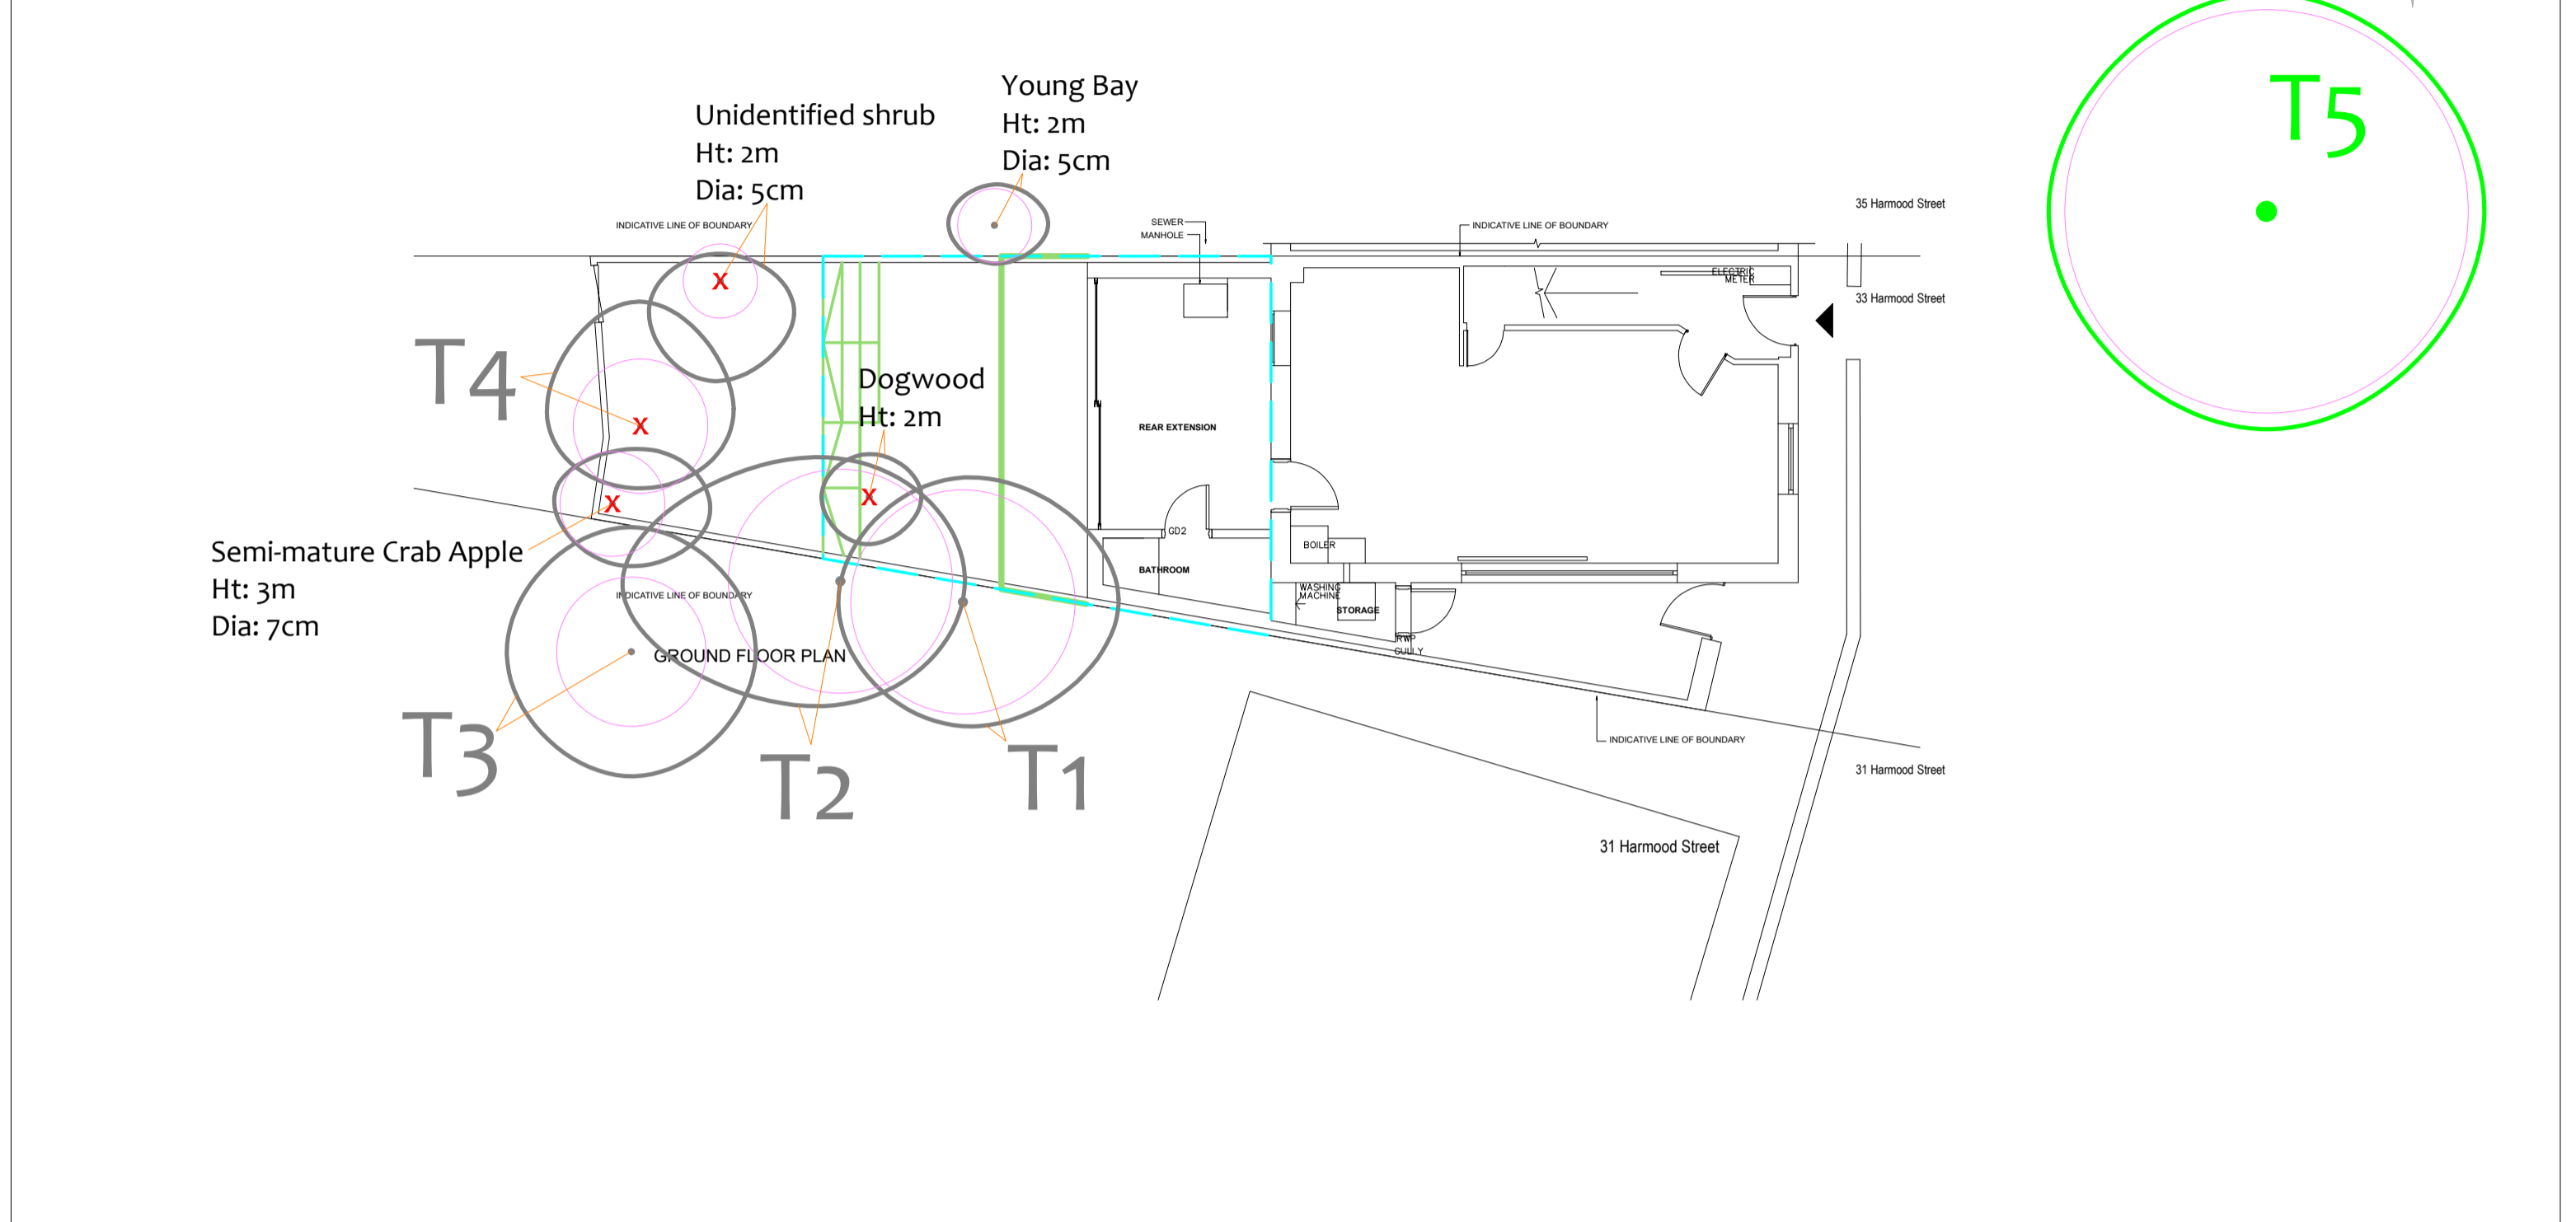 T5
Young Bay
Ht: 2m
Dia: 5cm
Unidentified shrub
Ht: 2m
Dia: 5cm
INDICATIVE LINE OF BOUNDARY
SEWER
MANHOLE
INDICATIVE LINE OF BOUNDARY
35 Harmood Street
ELECTRIC
METER
33 Harmood Street
X
T4
Dogwood
Ht: 2m
X
REAR EXTENSION
X
X
GD2
BOILER
BATHROOM
Semi-mature Crab Apple
Ht: 3m
Dia: 7cm
INDICATIVE LINE OF BOUNDARY
WASHING
MACHINE
STORAGE
RWP
GULLY
GROUND FLOOR PLAN
T3
T2
T1
INDICATIVE LINE OF BOUNDARY
31 Harmood Street
31 Harmood Street